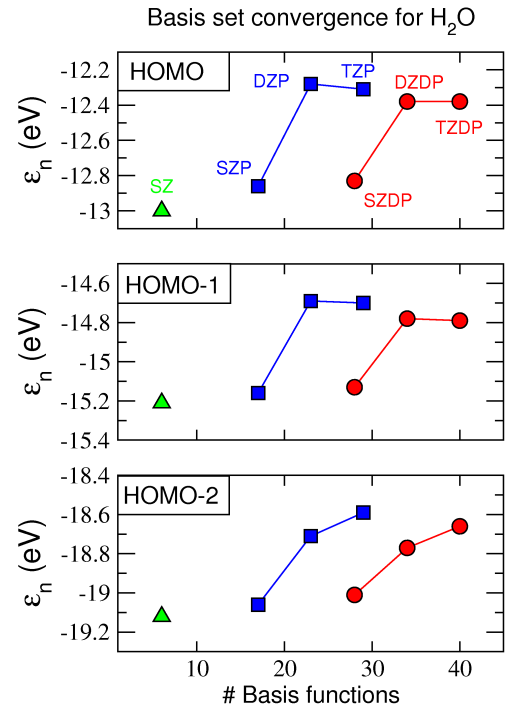 Basis set convergence for H₂O
HOMO
εn (eV)
-12.2
-12.4
-12.6
-12.8
-13
SZ
SZP
DZP
TZP
SZDP
DZDP
TZDP
HOMO-1
εn (eV)
-14.6
-14.8
-15
-15.2
-15.4
HOMO-2
εn (eV)
-18.4
-18.6
-18.8
-19
-19.2
10 20 30 40
# Basis functions